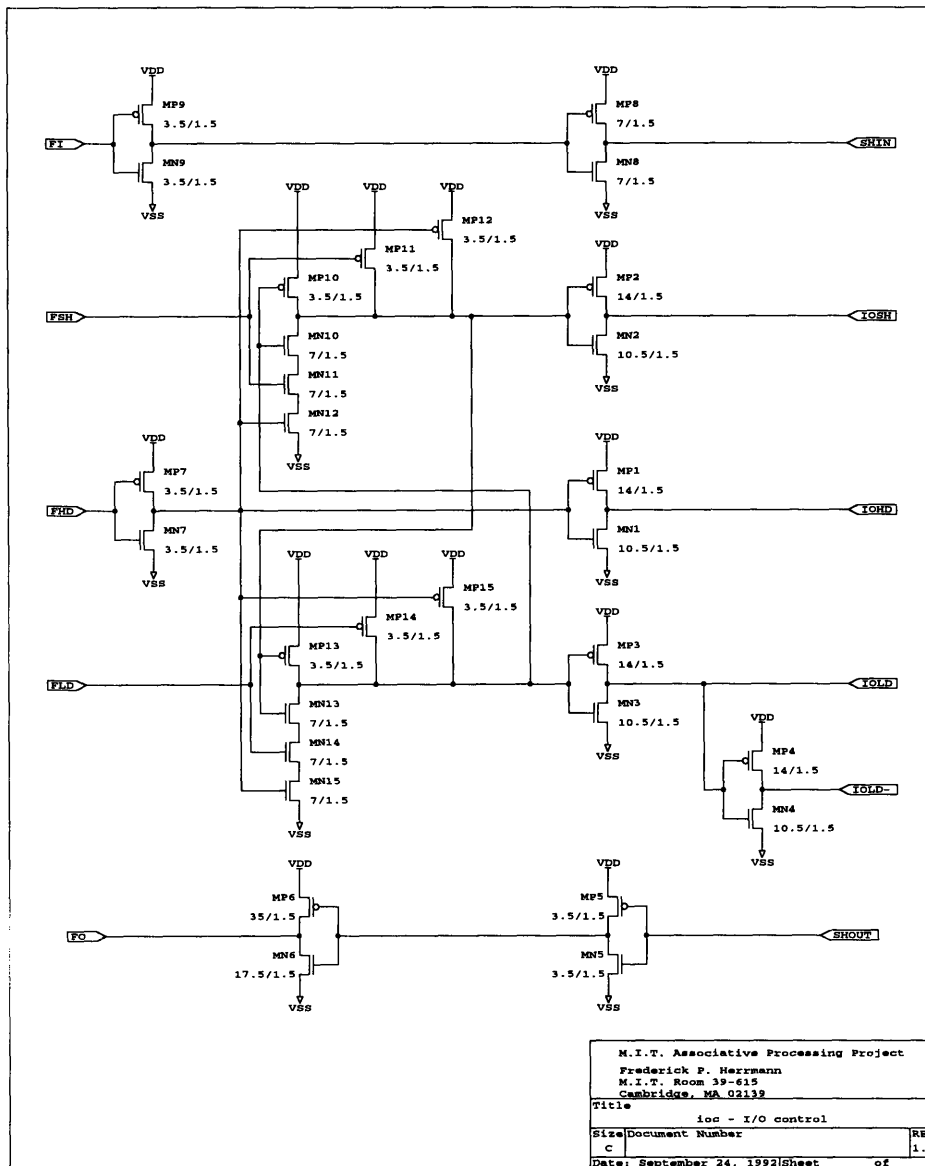 VDD
VDD
MP9
3.5/1.5
MP8
7/1.5
FI
SHIN
MN9
3.5/1.5
MN8
7/1.5
VSS
VSS
VDD
VDD
VDD
MP12
3.5/1.5
MP11
3.5/1.5
VDD
MP10
3.5/1.5
MP2
14/1.5
FSH
IOSH
MN10
7/1.5
MN2
10.5/1.5
MN11
7/1.5
VSS
MN12
7/1.5
VSS
VDD
VDD
MP7
3.5/1.5
MP1
14/1.5
FHD
IOHD
MN7
3.5/1.5
MN1
10.5/1.5
VSS
VSS
VDD
VDD
VDD
MP15
3.5/1.5
MP14
3.5/1.5
VDD
MP13
3.5/1.5
MP3
14/1.5
FLD
IOLD
MN13
7/1.5
MN3
10.5/1.5
VDD
MN14
7/1.5
VSS
MP4
14/1.5
MN15
7/1.5
IOLD-
MN4
10.5/1.5
VSS
VSS
VDD
VDD
MP6
35/1.5
MP5
3.5/1.5
FO
SHOUT
MN6
17.5/1.5
MN5
3.5/1.5
VSS
VSS
M.I.T. Associative Processing Project
Frederick P. Herrmann
M.I.T. Room 39-615
Cambridge, MA 02139
Title
ioc - I/O control
Size Document Number RE
C 1.
Date: September 24, 1992 Sheet of